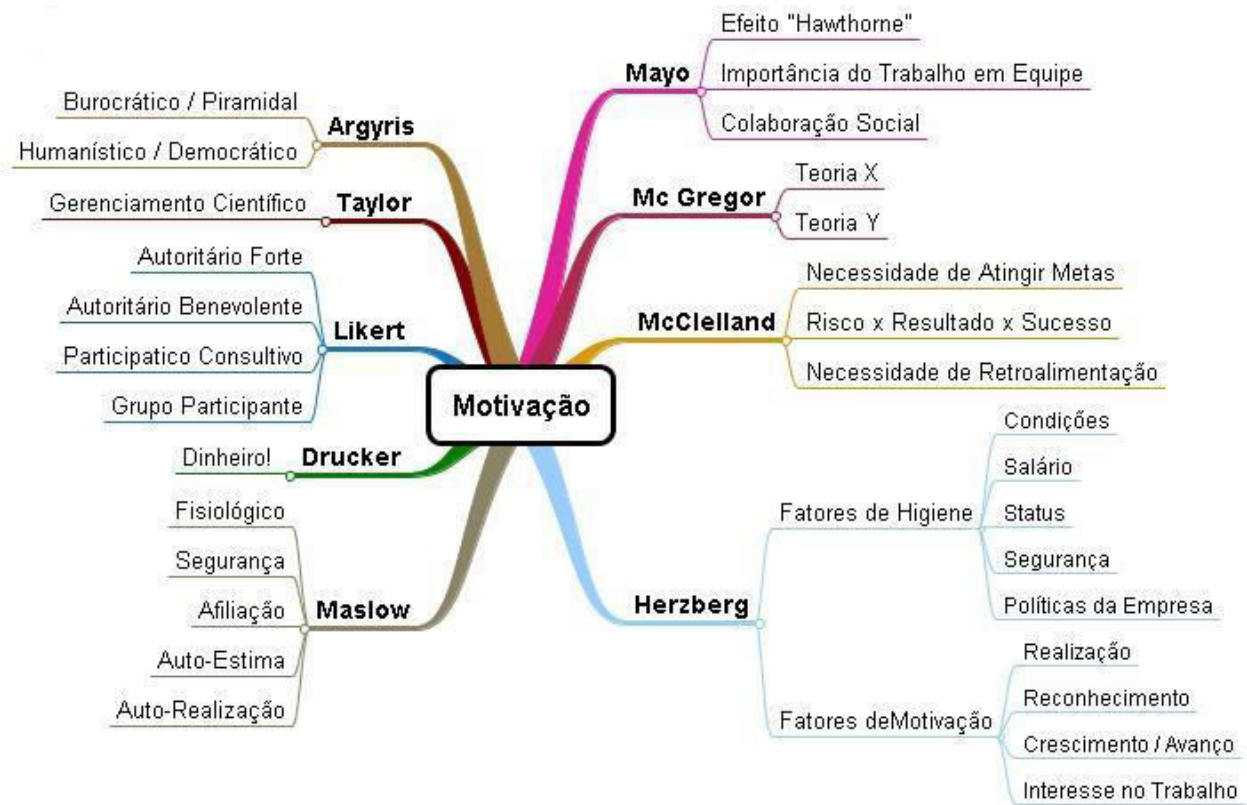 Motivação
Mayo
Efeito "Hawthorne"
Importância do Trabalho em Equipe
Colaboração Social
Mc Gregor
Teoria X
Teoria Y
McClelland
Necessidade de Atingir Metas
Risco x Resultado x Sucesso
Necessidade de Retroalimentação
Herzberg
Fatores de Higiene
Condições
Salário
Status
Segurança
Políticas da Empresa
Fatores deMotivação
Realização
Reconhecimento
Crescimento / Avanço
Interesse no Trabalho
Argyris
Burocrático / Piramidal
Humanístico / Democrático
Taylor
Gerenciamento Científico
Likert
Autoritário Forte
Autoritário Benevolente
Participatico Consultivo
Grupo Participante
Drucker
Dinheiro!
Maslow
Fisiológico
Segurança
Afiliação
Auto-Estima
Auto-Realização